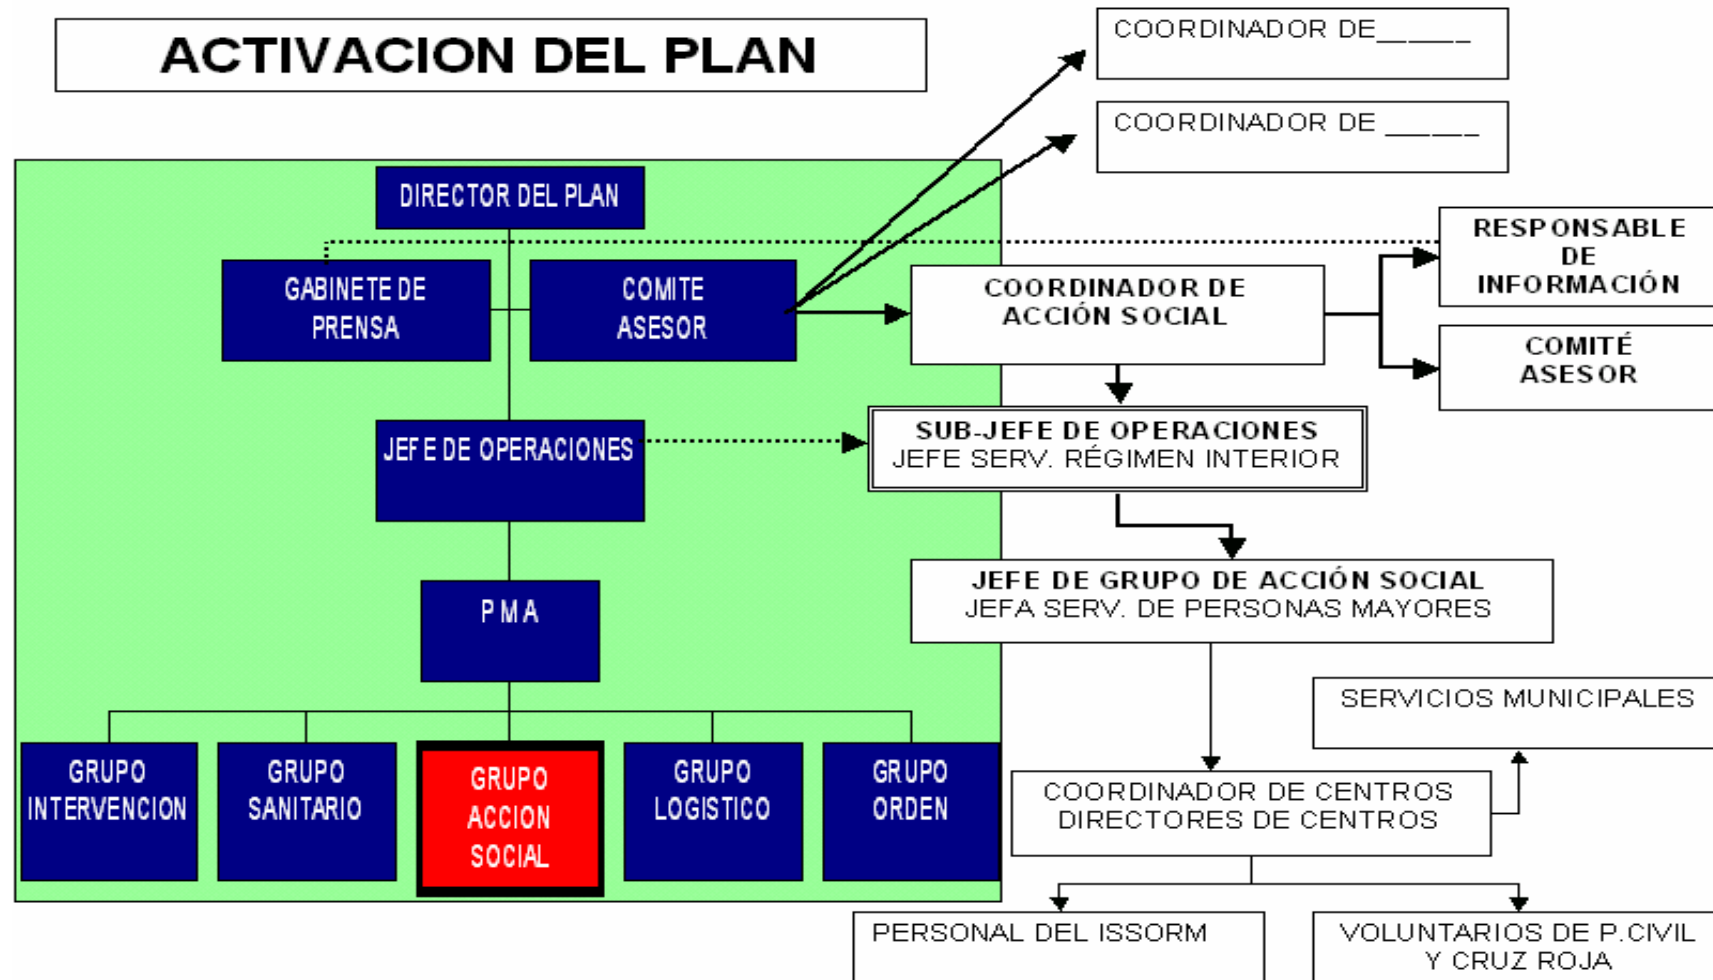 ACTIVACION DEL PLAN
COORDINADOR DE______
COORDINADOR DE ______
DIRECTOR DEL PLAN
GABINETE DE
PRENSA
COMITE
ASESOR
COORDINADOR DE
ACCIÓN SOCIAL
RESPONSABLE
DE
INFORMACIÓN
COMITÉ
ASESOR
JEFE DE OPERACIONES
SUB-JEFE DE OPERACIONES
JEFE SERV. RÉGIMEN INTERIOR
JEFE DE GRUPO DE ACCIÓN SOCIAL
JEFA SERV. DE PERSONAS MAYORES
P M A
SERVICIOS MUNICIPALES
GRUPO
INTERVENCION
GRUPO
SANITARIO
GRUPO
ACCION
SOCIAL
GRUPO
LOGISTICO
GRUPO
ORDEN
COORDINADOR DE CENTROS
DIRECTORES DE CENTROS
PERSONAL DEL ISSORM
VOLUNTARIOS DE P.CIVIL
Y CRUZ ROJA